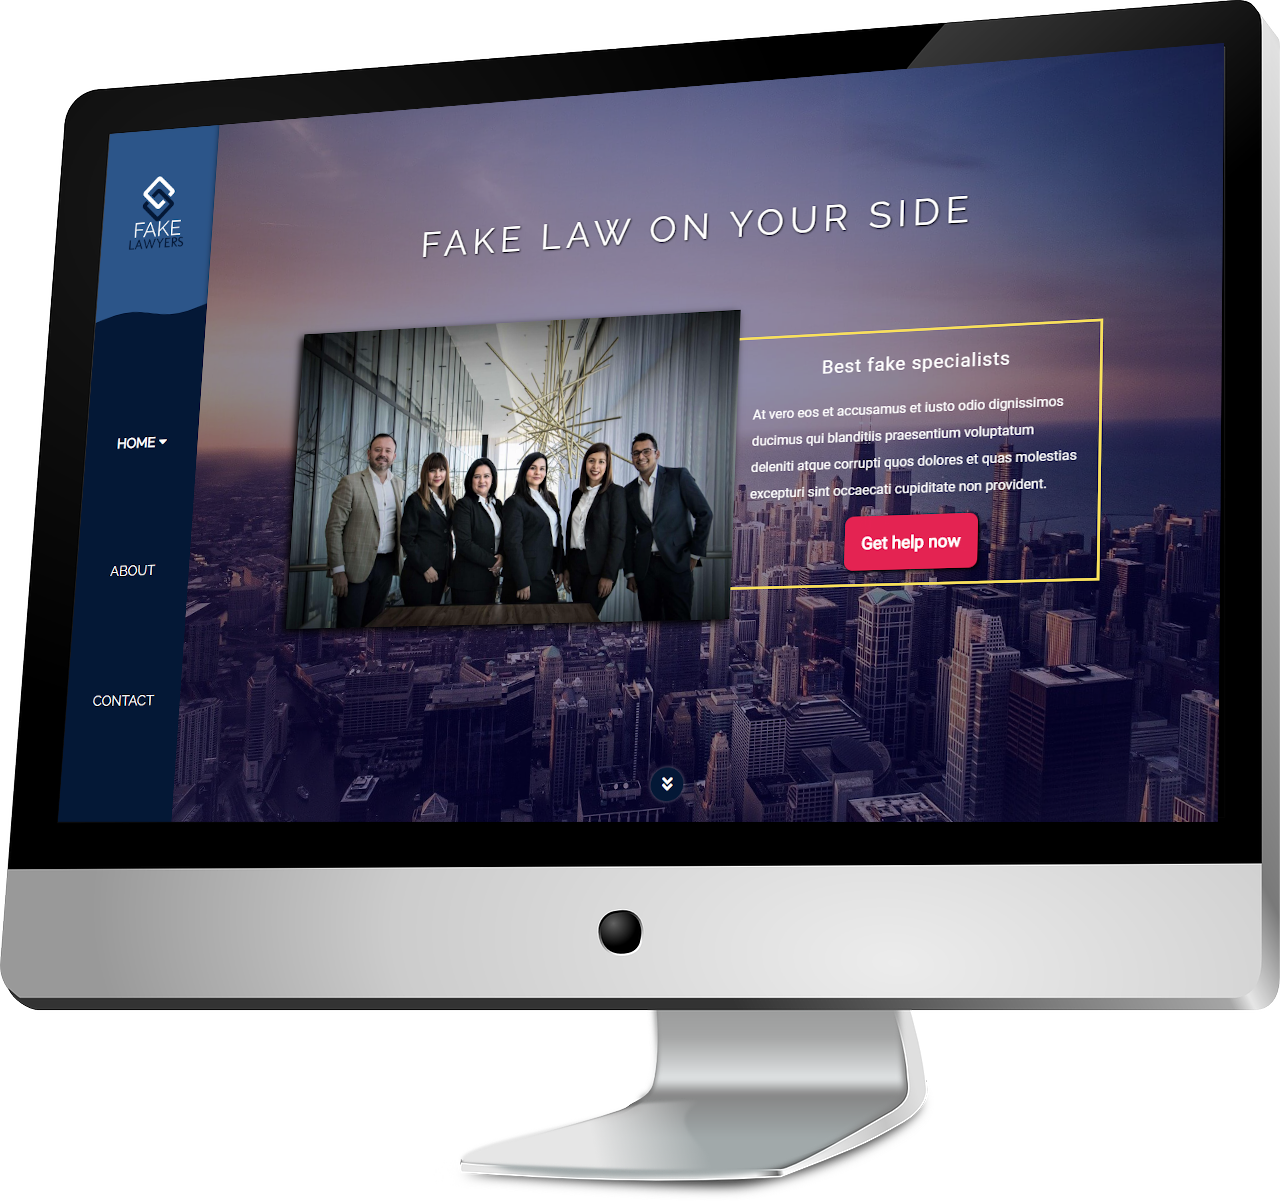 FAKE
LAWYERS
HOME
ABOUT
CONTACT
FAKE LAW ON YOUR SIDE
Best fake specialists
At vero eos et accusamus et iusto odio dignissimos
ducimus qui blanditiis praesentium voluptatum
deleniti atque corrupti quos dolores et quas molestias
excepturi sint occaecati cupiditate non provident.
Get help now